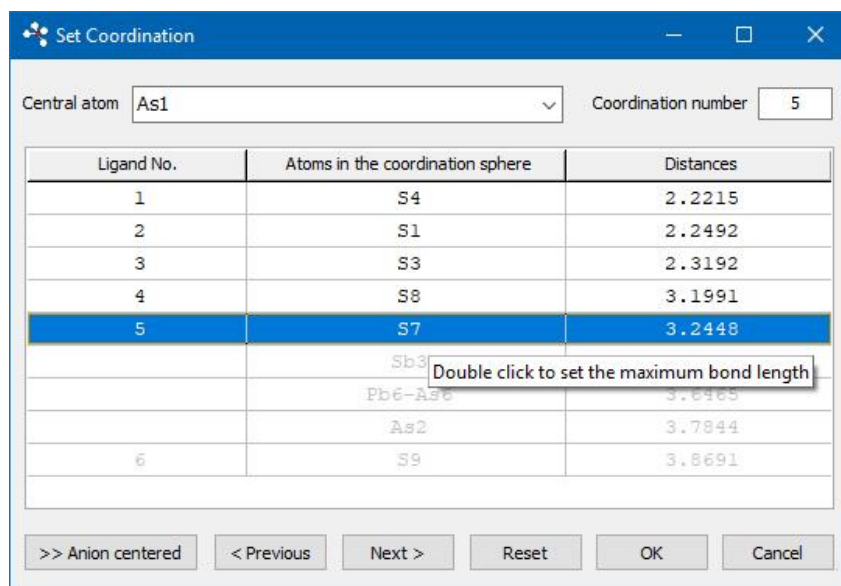 Set Coordination
Central atom As1 Coordination number 5
Ligand No. Atoms in the coordination sphere Distances
1 S4 2.2215
2 S1 2.2492
3 S3 2.3192
4 S8 3.1991
5 S7 3.2448
Sb3
Double click to set the maximum bond length
Pb6-As6 3.6465
As2 3.7844
6 S9 3.8691
>> Anion centered < Previous Next > Reset OK Cancel